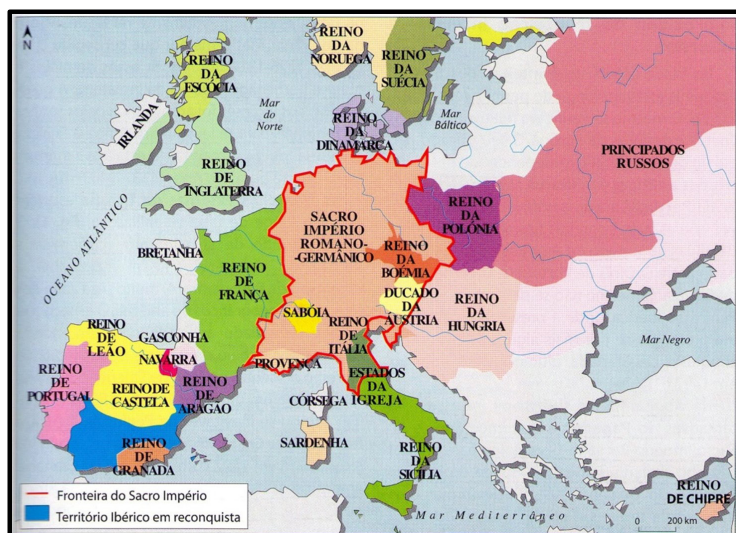 N
REINO
DA
NORUEGA
REINO
DA
SUÉCIA
REINO
DA
ESCÓCIA
Mar
do
Norte
Mar
Báltico
IRLANDA
REINO
DA
DINAMARCA
PRINCIPADOS
RUSSOS
REINO
DE
INGLATERRA
OCEANO ATLÂNTICO
SACRO
IMPÉRIO
ROMANO-
-GERMÂNICO
REINO
DA
POLÓNIA
BRETANHA
REINO
DE
FRANÇA
REINO
DA
BOÉMIA
DUCADO
DA
ÁUSTRIA
REINO
DA
HUNGRIA
SABÓIA
REINO
DE
LEÃO
GASCONHA
REINO
DE
ITÁLIA
Mar Negro
NAVARRA
PROVENÇA
REINO
DE
PORTUGAL
REINO DE
CASTELA
REINO
DE
ARAGÃO
ESTADOS
DA
IGREJA
CÓRSEGA
SARDENHA
REINO
DA
SICÍLIA
REINO
DE
GRANADA
REINO
DE CHIPRE
Fronteira do Sacro Império
Território Ibérico em reconquista
Mar Mediterrâneo
0 200 km